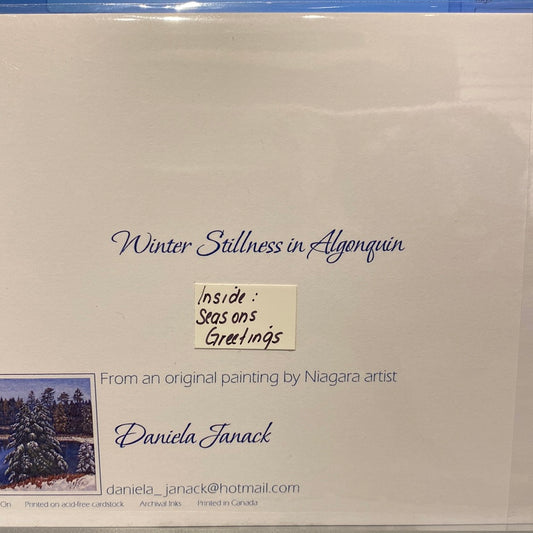 Winter Stillness in Algonquin
Inside:
Seasons
Greetings
From an original painting by Niagara artist
Daniela Janack
daniela_janack@hotmail.com
On Printed on acid-free cardstock Archival Inks Printed in Canada